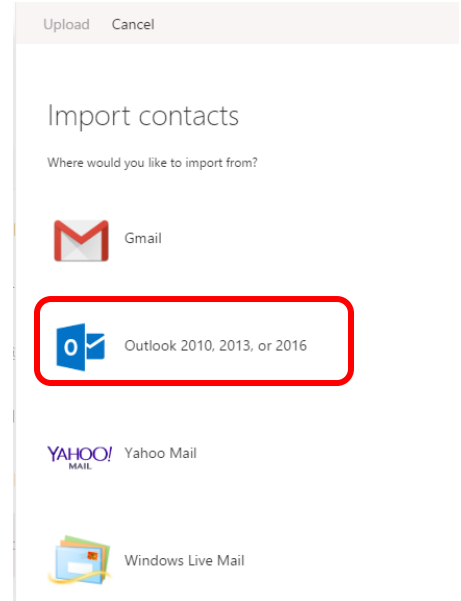 Upload Cancel
Import contacts
Where would you like to import from?
Gmail
Outlook 2010, 2013, or 2016
YAHOO!
MAIL
Yahoo Mail
Windows Live Mail